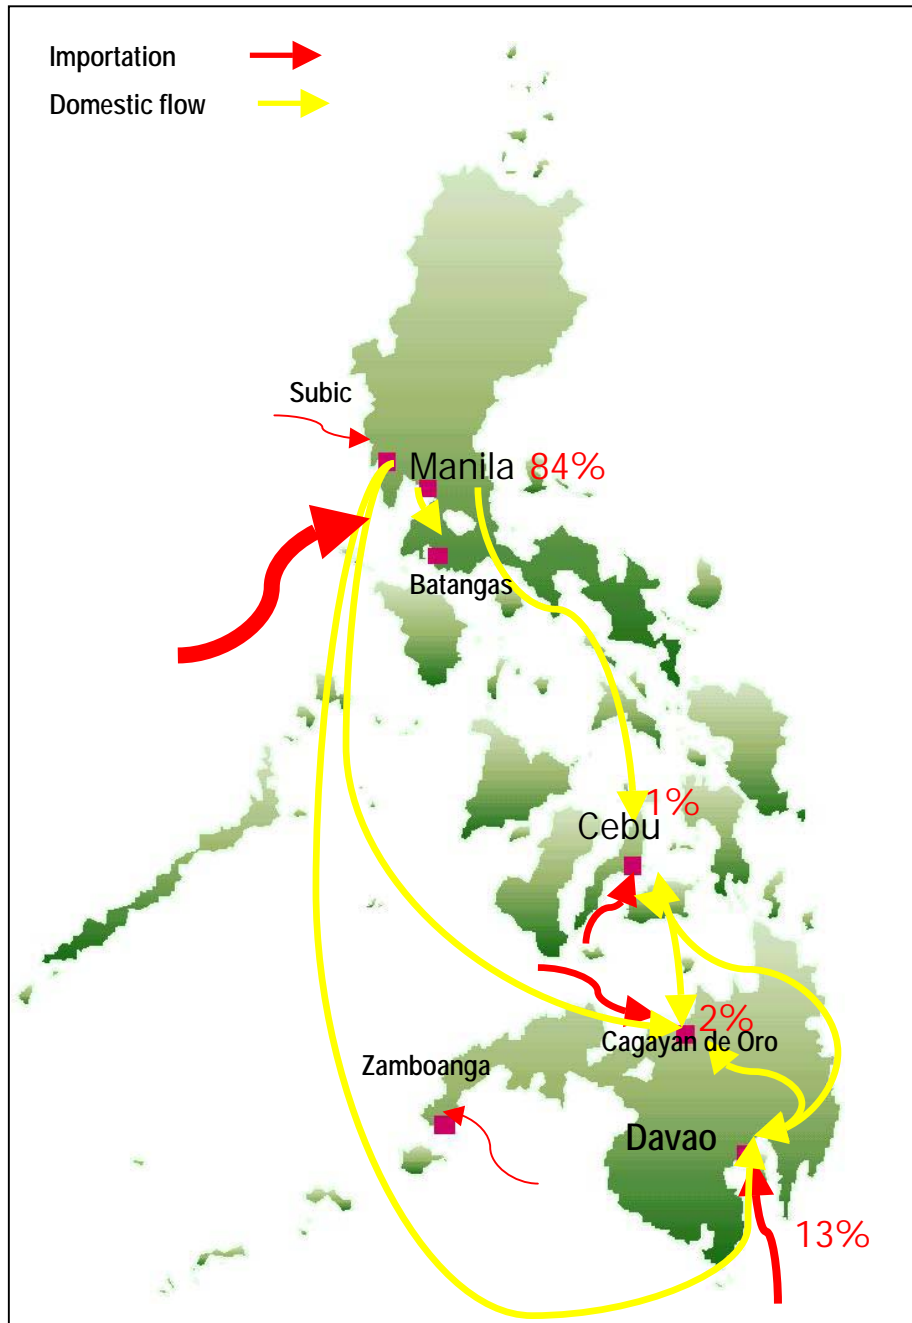 Importation
Domestic flow
Subic
Manila 84%
Batangas
1%
Cebu
2%
Cagayan de Oro
Zamboanga
Davao
13%